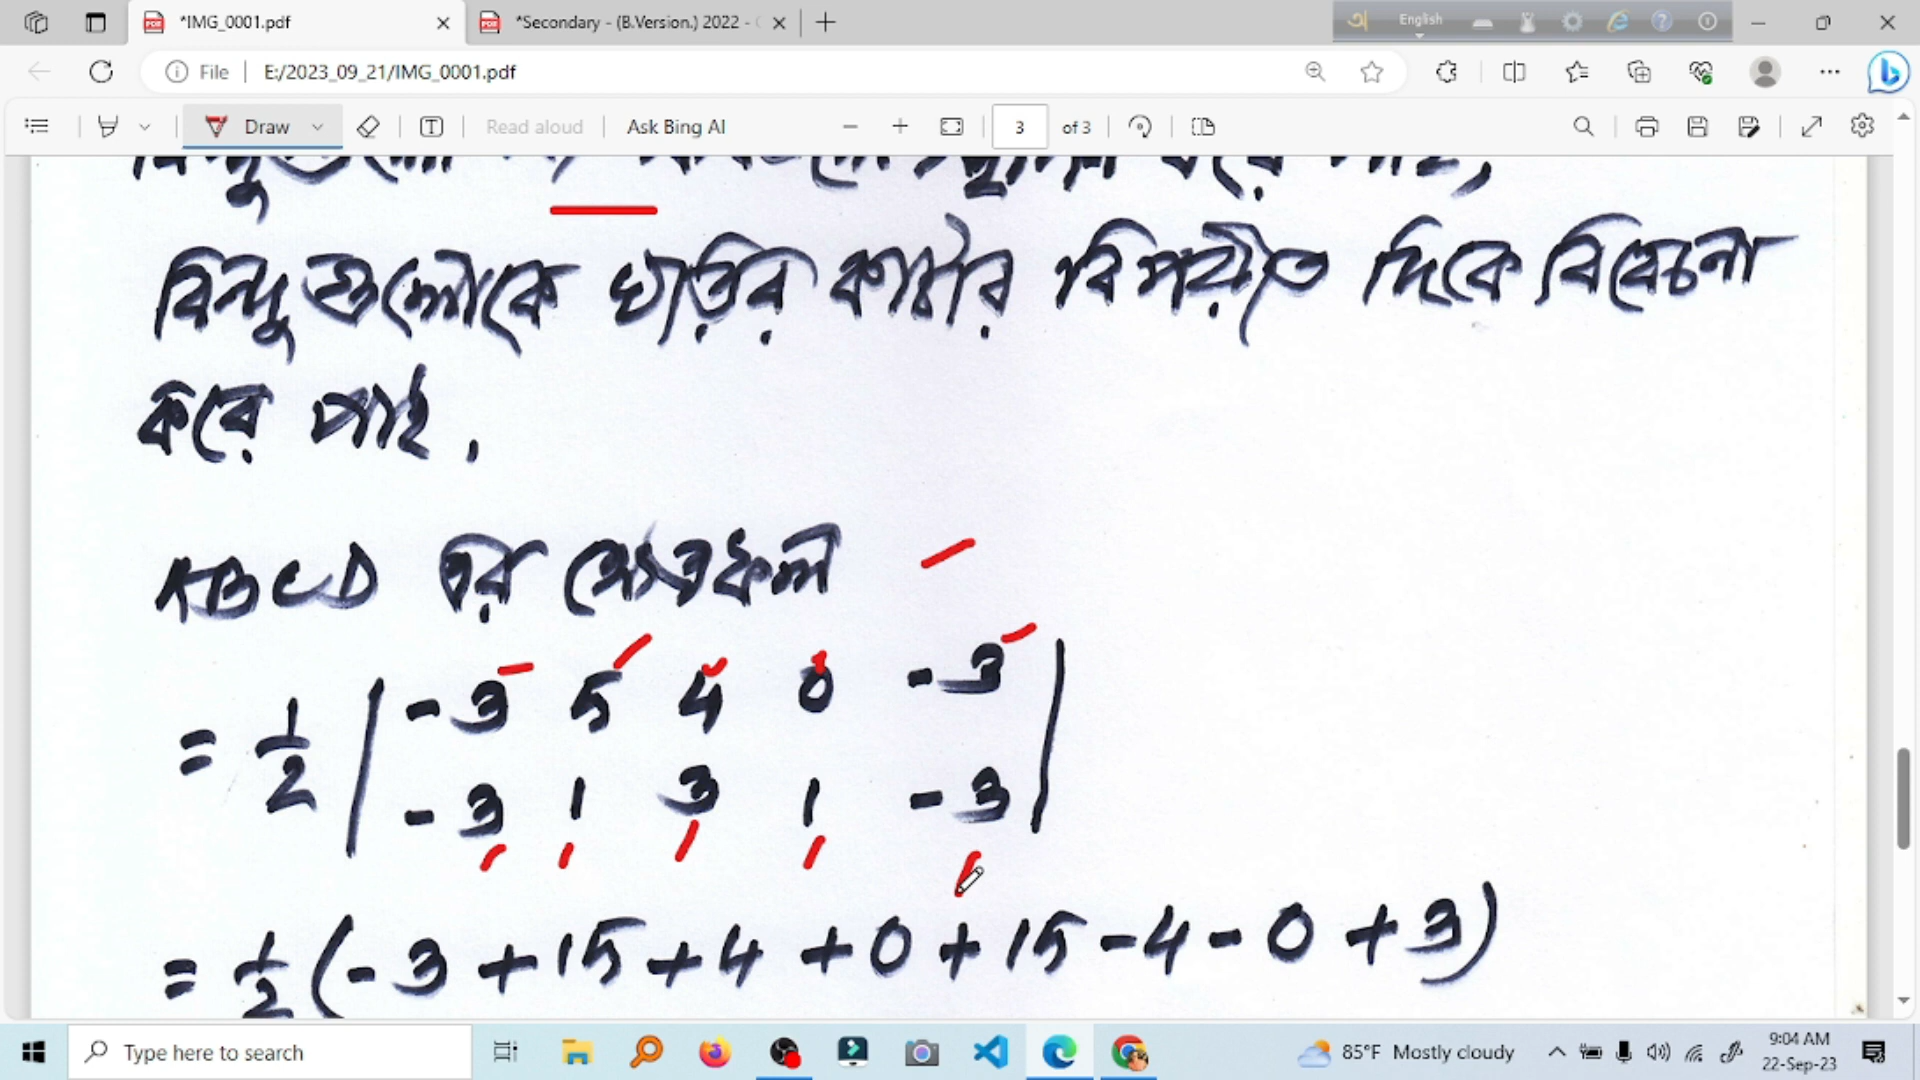 *IMG_0001.pdf
*Secondary - (B.Version.) 2022 -
English
File
E:/2023_09_21/IMG_0001.pdf
Draw
Read aloud
Ask Bing AI
3 of 3
বিন্দুগুলোকে ঘড়ির কাটার বিপরীত দিকে বিবেচনা
করে পাই,
ABCD এর ক্ষেত্রফল
= 1/2 | -3 5 4 0 -3 |
-3 1 3 1 -3
= 1/2 (-3 + 15 + 4 + 0 + 15 - 4 - 0 + 3)
Type here to search
85°F Mostly cloudy
9:04 AM
22-Sep-23